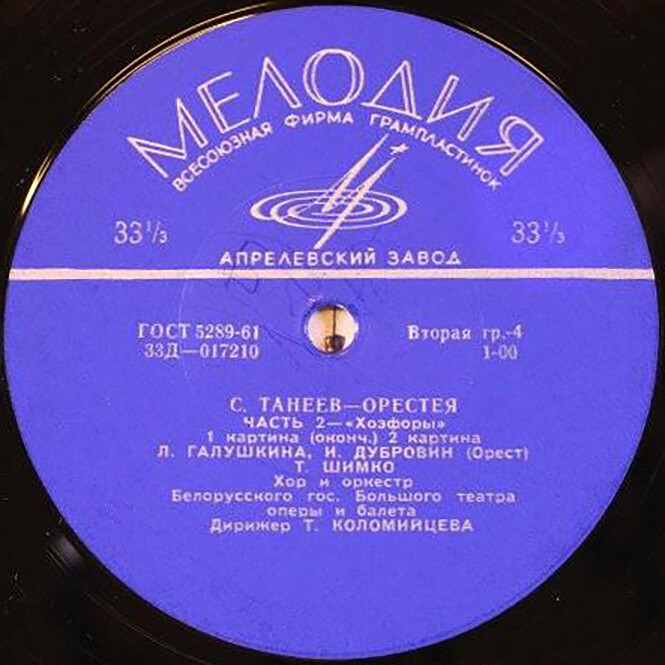 МЕЛОДИЯ
ВСЕСОЮЗНАЯ ФИРМА ГРАМПЛАСТИНОК
33⅓ 33⅓
АПРЕЛЕВСКИЙ ЗАВОД
ГОСТ 5289-61 Вторая гр.-4
33Д—017210 1-00
С. ТАНЕЕВ—ОРЕСТЕЯ
ЧАСТЬ 2—«Хоэфоры»
1 картина (оконч.) 2 картина
Л. ГАЛУШКИНА, И. ДУБРОВИН (Орест)
Т. ШИМКО
Хор и оркестр
Белорусского гос. Большого театра
оперы и балета
Дирижер Т. КОЛОМИЙЦЕВА